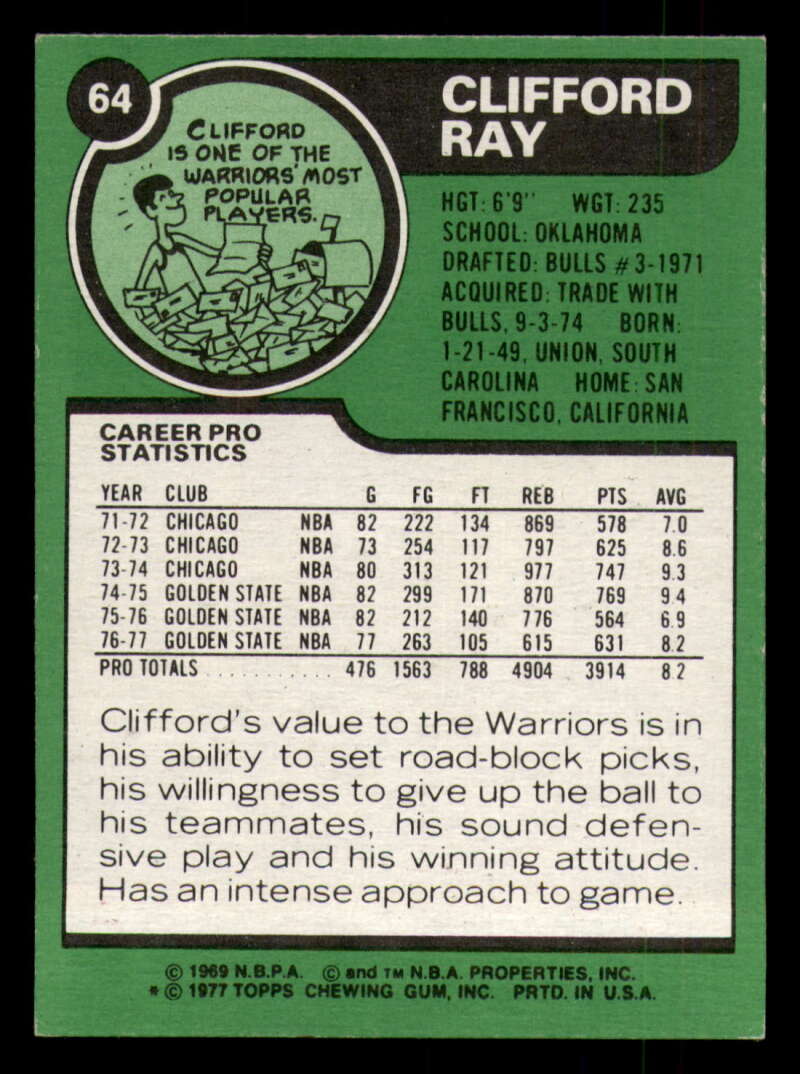 64
CLIFFORD
RAY
CLIFFORD
IS ONE OF THE
WARRIORS' MOST
POPULAR
PLAYERS.
HGT: 6'9" WGT: 235
SCHOOL: OKLAHOMA
DRAFTED: BULLS #3-1971
ACQUIRED: TRADE WITH
BULLS, 9-3-74 BORN:
1-21-49, UNION, SOUTH
CAROLINA HOME: SAN
FRANCISCO, CALIFORNIA
CAREER PRO
STATISTICS
YEAR CLUB G FG FT REB PTS AVG
71-72 CHICAGO NBA 82 222 134 869 578 7.0
72-73 CHICAGO NBA 73 254 117 797 625 8.6
73-74 CHICAGO NBA 80 313 121 977 747 9.3
74-75 GOLDEN STATE NBA 82 299 171 870 769 9.4
75-76 GOLDEN STATE NBA 82 212 140 776 564 6.9
76-77 GOLDEN STATE NBA 77 263 105 615 631 8.2
PRO TOTALS ............ 476 1563 788 4904 3914 8.2
Clifford's value to the Warriors is in
his ability to set road-block picks,
his willingness to give up the ball to
his teammates, his sound defen-
sive play and his winning attitude.
Has an intense approach to game.
© 1969 N.B.P.A. © and TM N.B.A. PROPERTIES, INC.
* © 1977 TOPPS CHEWING GUM, INC. PRTD. IN U.S.A.